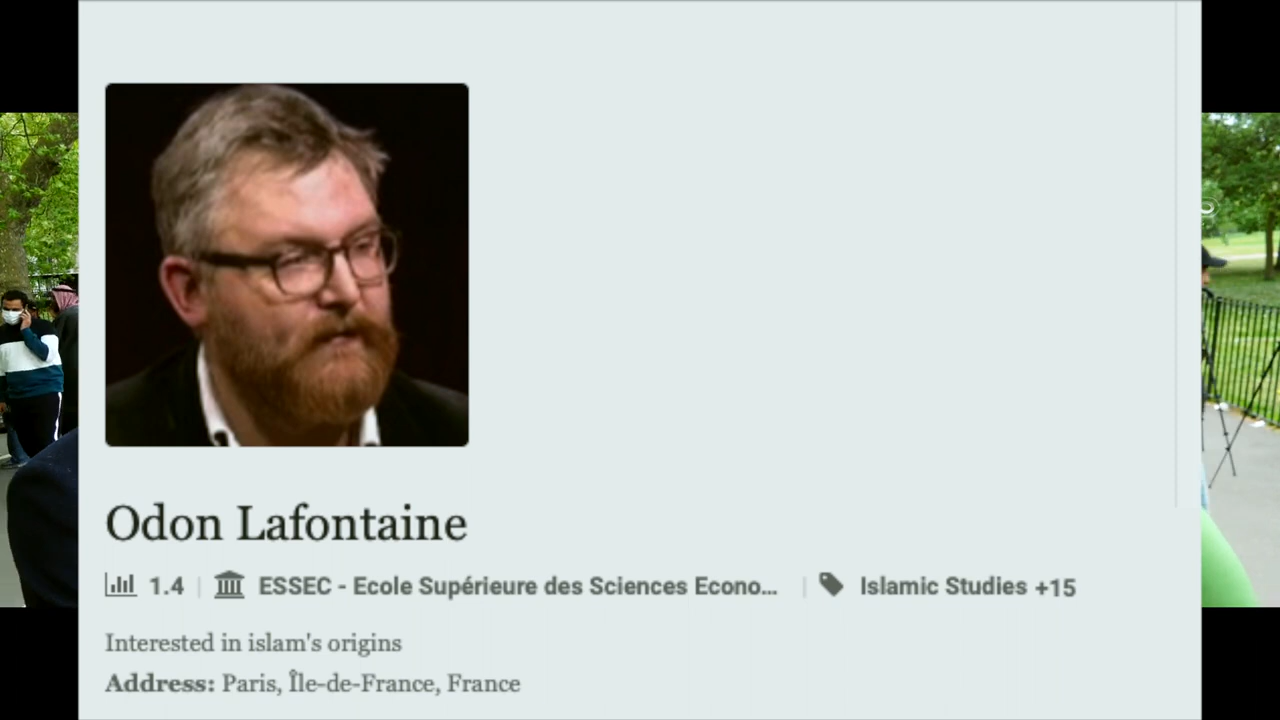 Odon Lafontaine
1.4 | ESSEC - Ecole Supérieure des Sciences Econo... | Islamic Studies +15
Interested in islam's origins
Address: Paris, Île-de-France, France